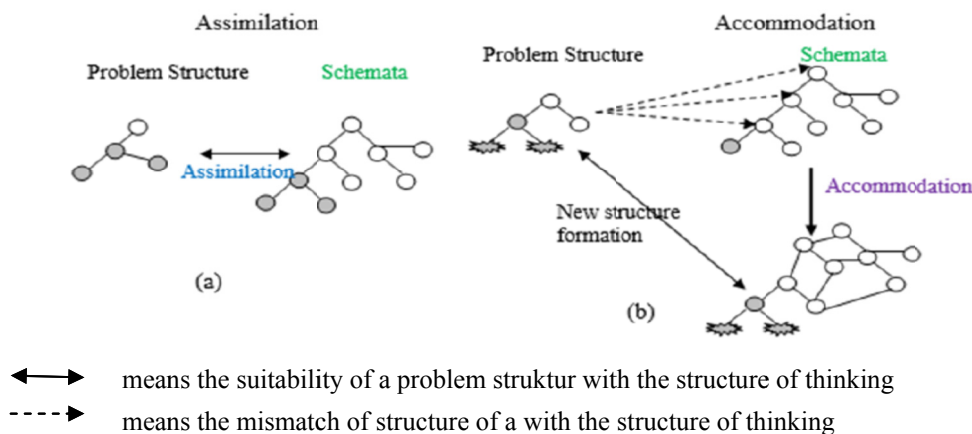 Assimilation
Problem Structure
Schemata
Assimilation
(a)
Accommodation
Problem Structure
Schemata
Accommodation
New structure
formation
(b)
means the suitability of a problem struktur with the structure of thinking
means the mismatch of structure of a with the structure of thinking